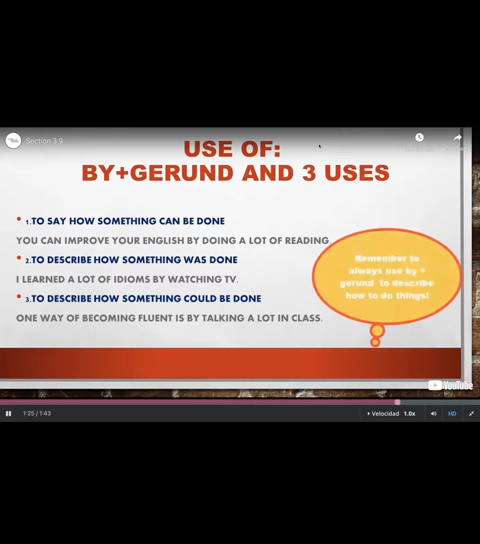 Section 3.9
USE OF:
BY+GERUND AND 3 USES
• 1.TO SAY HOW SOMETHING CAN BE DONE
YOU CAN IMPROVE YOUR ENGLISH BY DOING A LOT OF READING.
• 2.TO DESCRIBE HOW SOMETHING WAS DONE
I LEARNED A LOT OF IDIOMS BY WATCHING TV.
• 3.TO DESCRIBE HOW SOMETHING COULD BE DONE
ONE WAY OF BECOMING FLUENT IS BY TALKING A LOT IN CLASS.
Remember to
always use by +
gerund to describe
how to do things!
YouTube
1:25 / 1:43
Velocidad 1.0x
HD